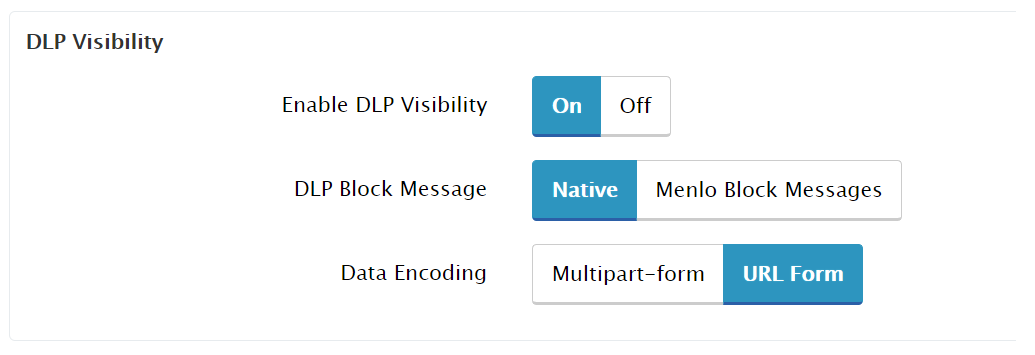 DLP Visibility
Enable DLP Visibility On Off
DLP Block Message Native Menlo Block Messages
Data Encoding Multipart-form URL Form